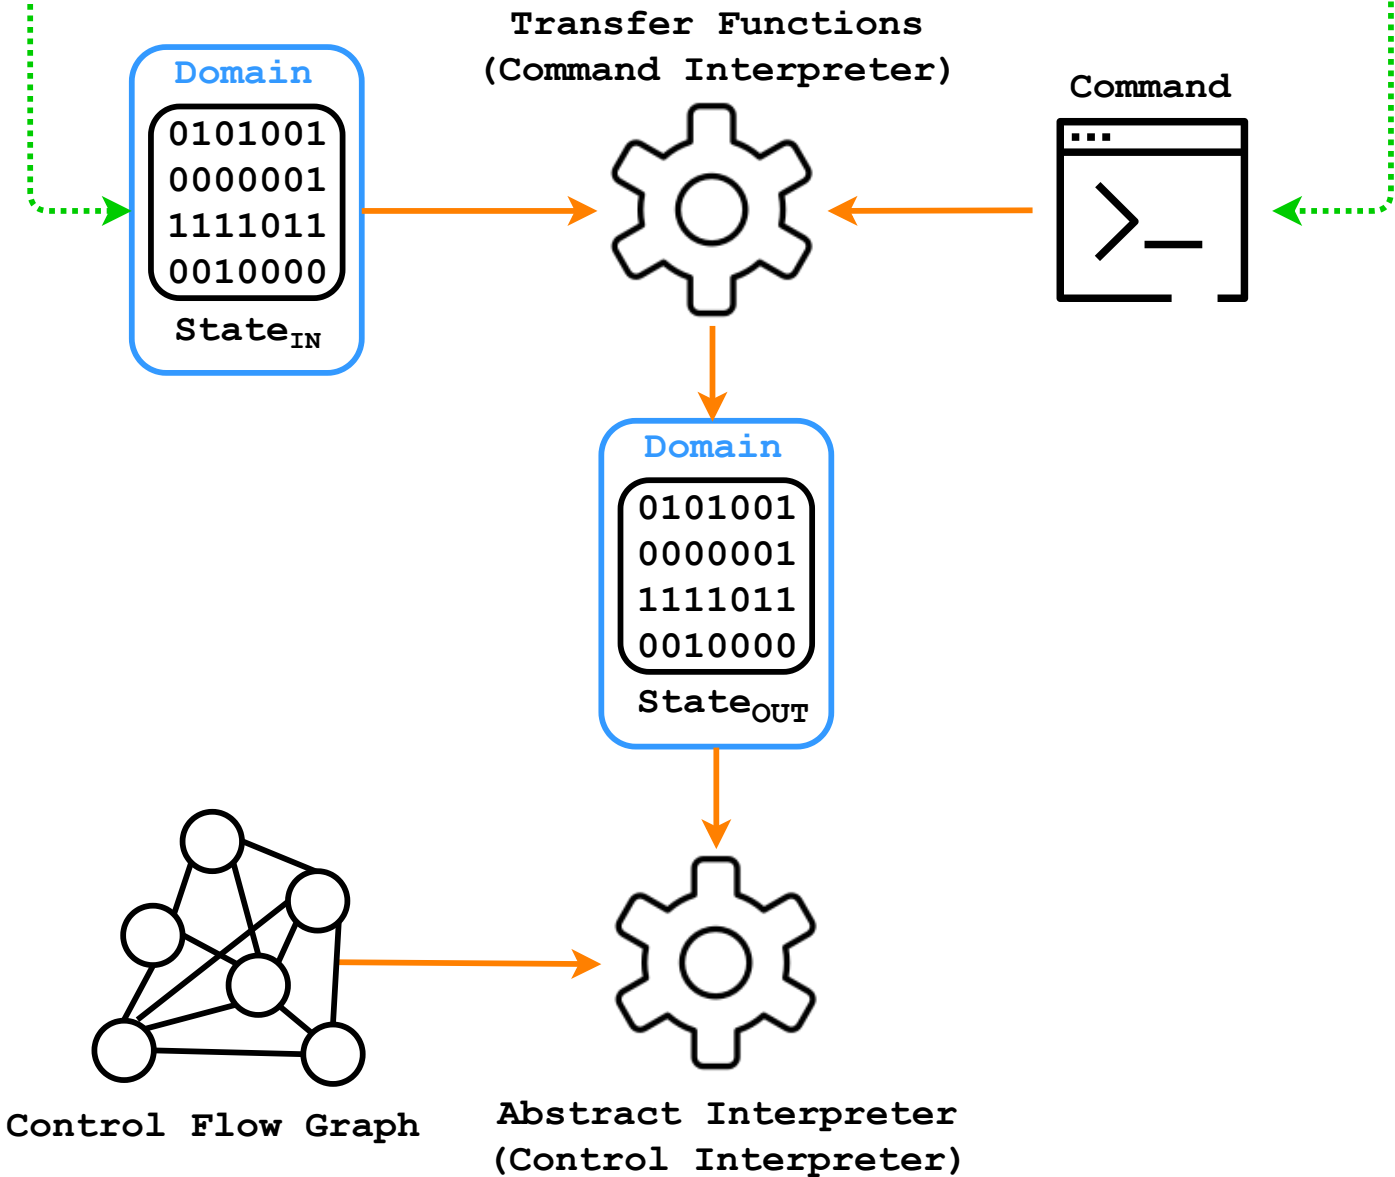 Transfer Functions
(Command Interpreter)
Domain
0101001
0000001
1111011
0010000
StateIN
Command
Domain
0101001
0000001
1111011
0010000
StateOUT
Control Flow Graph
Abstract Interpreter
(Control Interpreter)